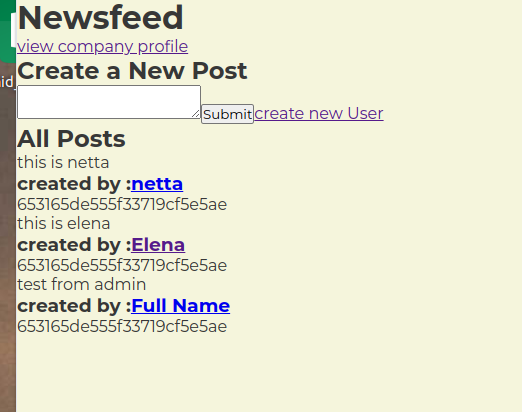 Newsfeed
view company profile
Create a New Post
Submit create new User
All Posts
this is netta
created by :netta
653165de555f33719cf5e5ae
this is elena
created by :Elena
653165de555f33719cf5e5ae
test from admin
created by :Full Name
653165de555f33719cf5e5ae